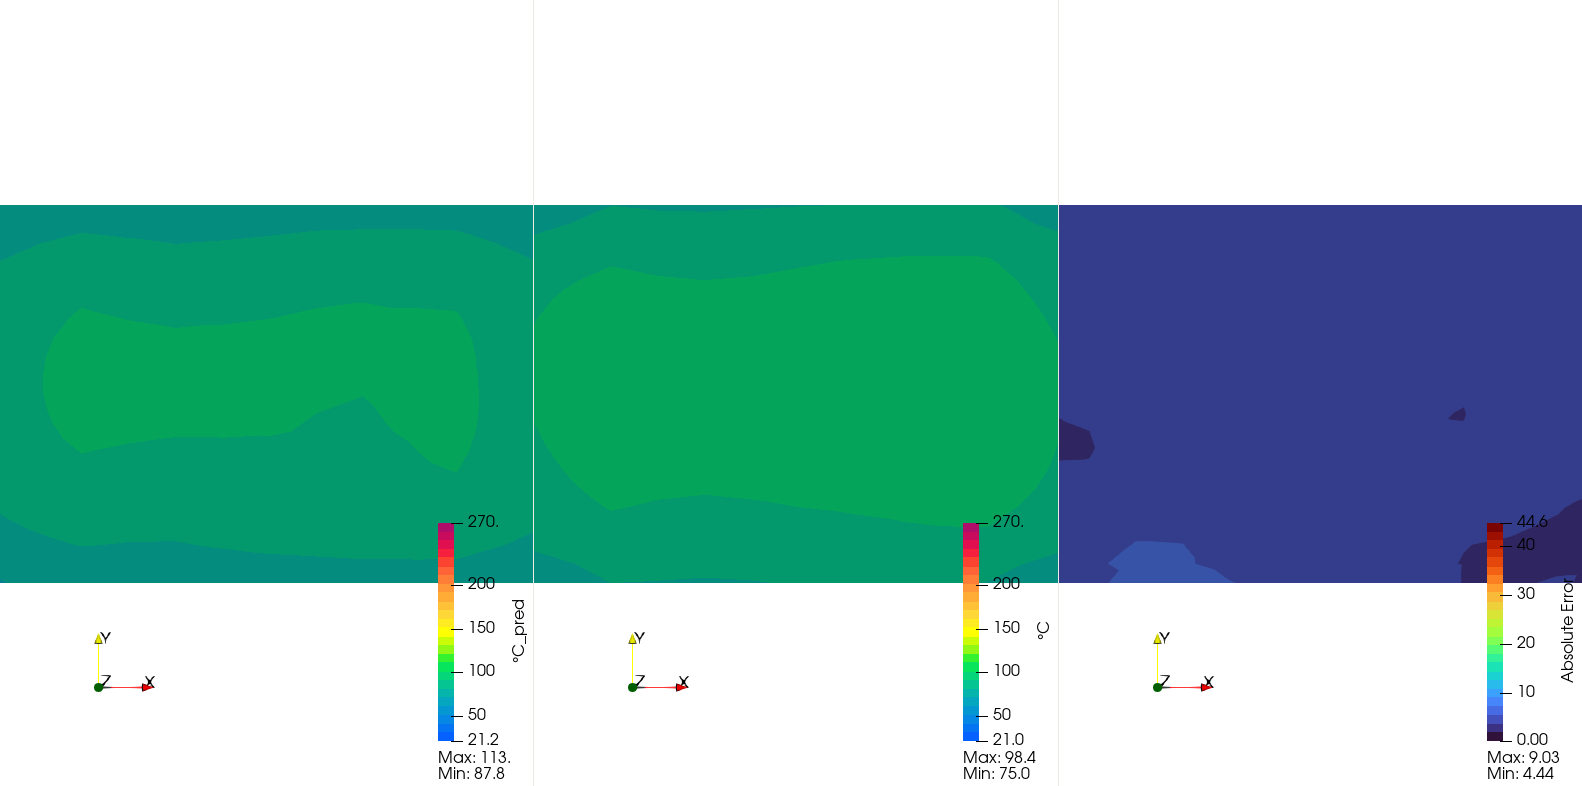 270.
200
150
100
50
21.2
°C_pred
Max: 113.
Min: 87.8
Y
Z
X
270.
200
150
100
50
21.0
°C
Max: 98.4
Min: 75.0
Y
Z
X
44.6
40
30
20
10
0.00
Absolute Error
Max: 9.03
Min: 4.44
Y
Z
X